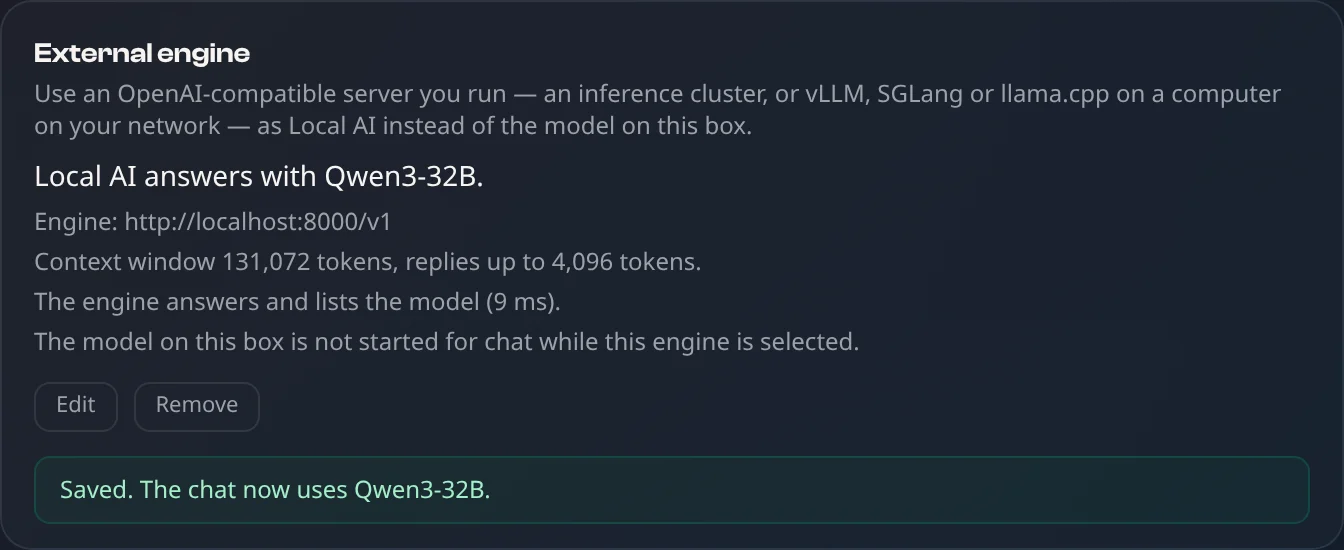 External engine
Use an OpenAI-compatible server you run — an inference cluster, or vLLM, SGLang or llama.cpp on a computer
on your network — as Local AI instead of the model on this box.
Local AI answers with Qwen3-32B.
Engine: http://localhost:8000/v1
Context window 131,072 tokens, replies up to 4,096 tokens.
The engine answers and lists the model (9 ms).
The model on this box is not started for chat while this engine is selected.
Edit
Remove
Saved. The chat now uses Qwen3-32B.